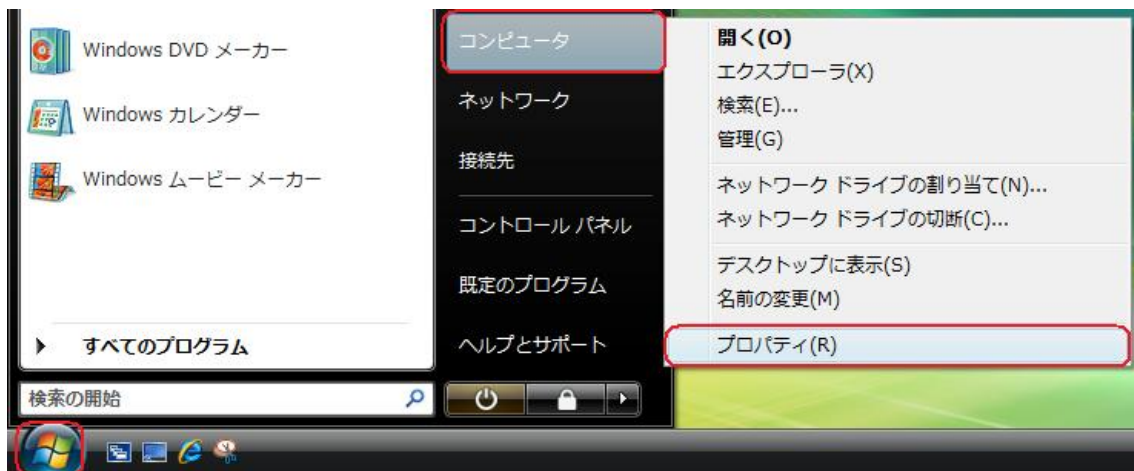 Windows DVD メーカー
Windows カレンダー
Windows ムービー メーカー
すべてのプログラム
検索の開始
コンピュータ
ネットワーク
接続先
コントロール パネル
既定のプログラム
ヘルプとサポート
開く(O)
エクスプローラ(X)
検索(E)...
管理(G)
ネットワーク ドライブの割り当て(N)...
ネットワーク ドライブの切断(C)...
デスクトップに表示(S)
名前の変更(M)
プロパティ(R)